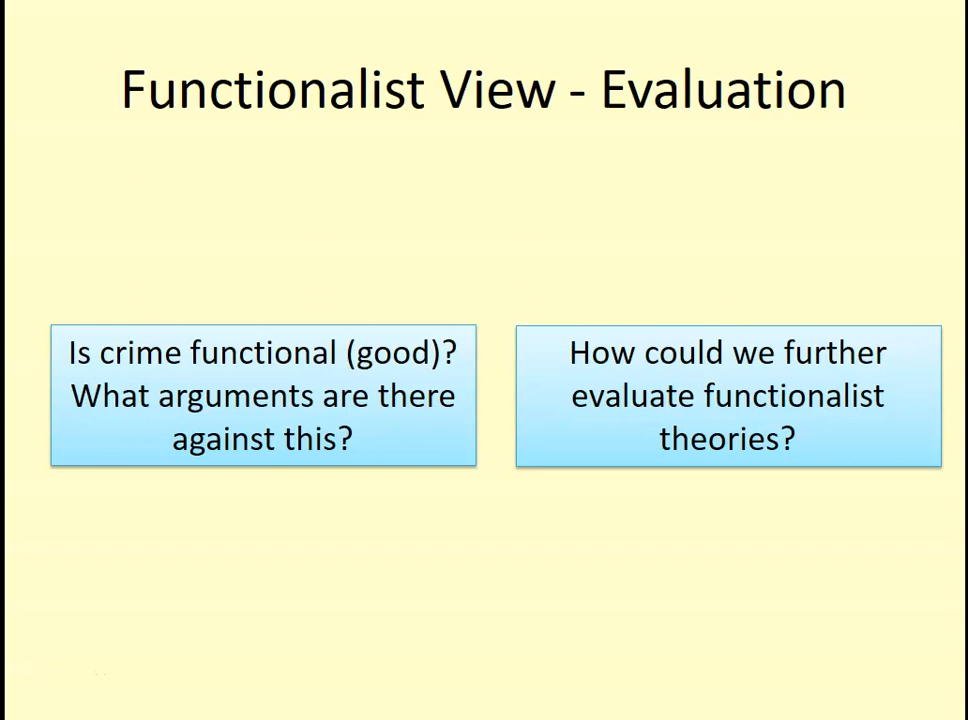 Functionalist View - Evaluation
Is crime functional (good)?
What arguments are there
against this?
How could we further
evaluate functionalist
theories?